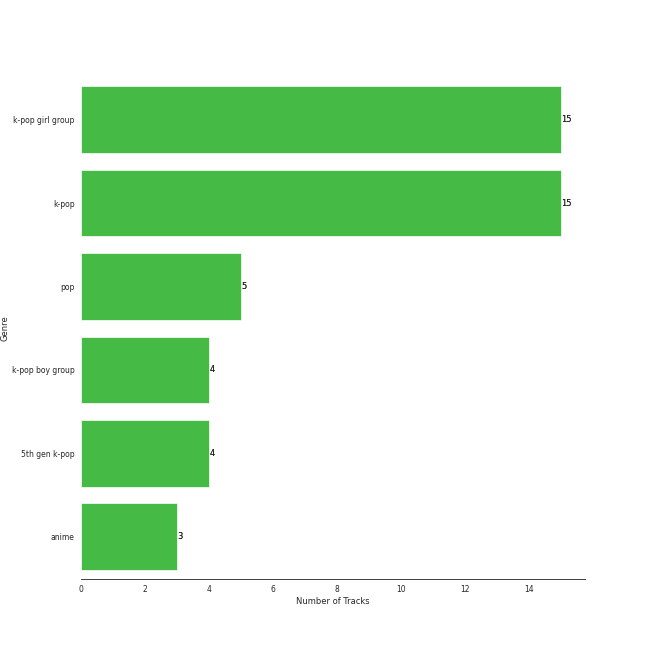 k-pop girl group
15
k-pop
15
pop
5
Genre
k-pop boy group
4
5th gen k-pop
4
anime
3
0 2 4 6 8 10 12 14
Number of Tracks